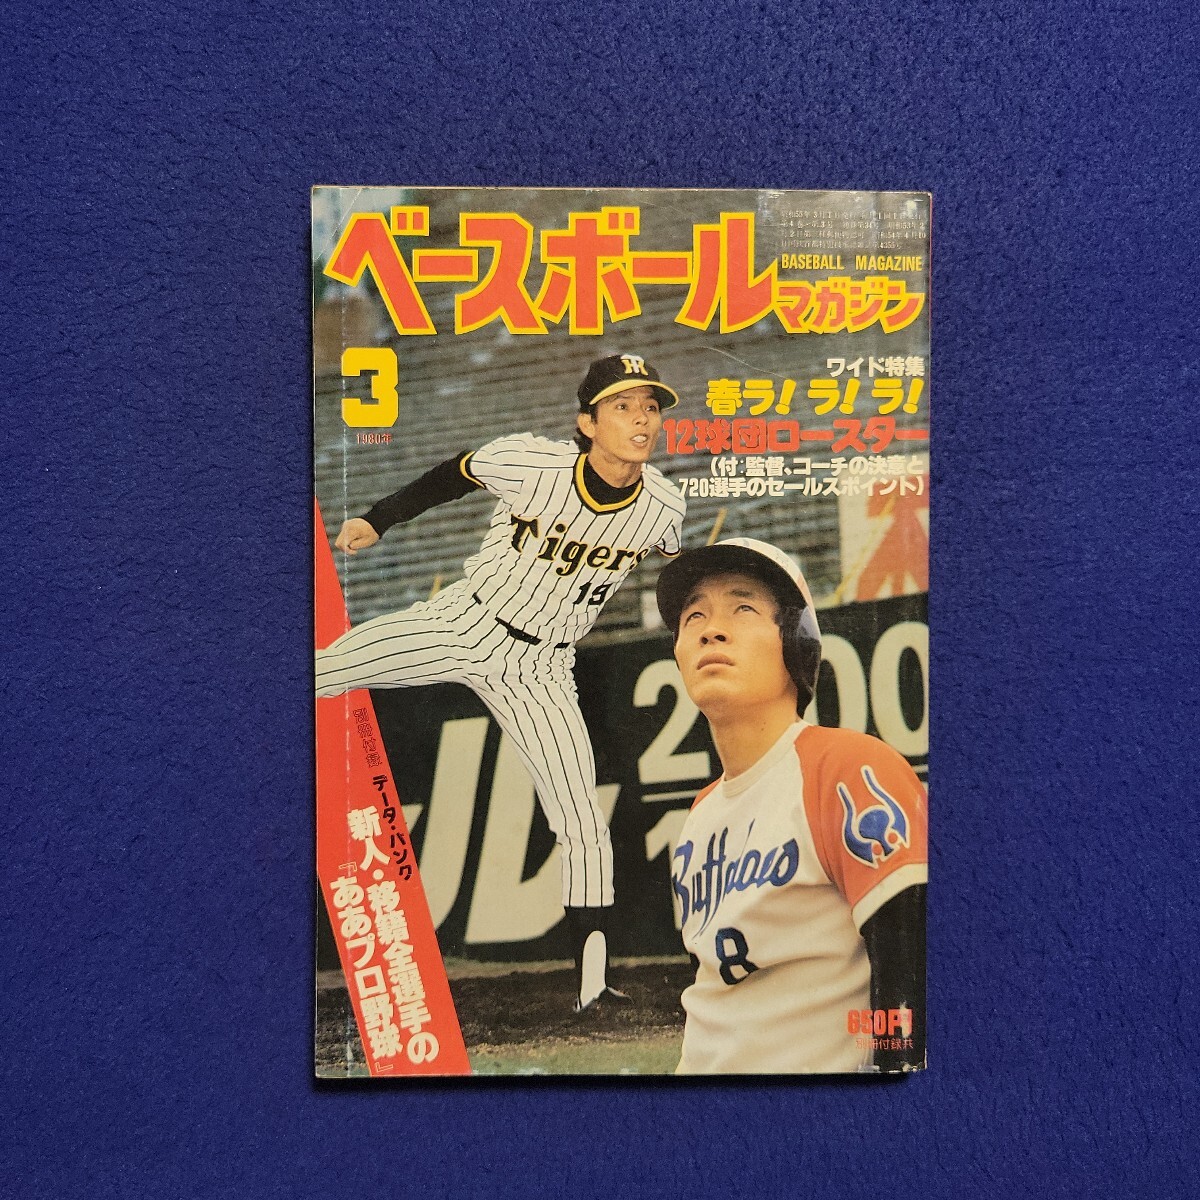 ベースボール
マガジン
BASEBALL MAGAZINE
3
1980年
ワイド特集
春ラ!ラ!ラ!
12球団ロースター
(付:監督、コーチの決意と
720選手のセールスポイント)
HT
Tigers
19
200
ル
Buffaloes
8
別冊付録
データ・バンク
新人・移籍全選手の
『ああプロ野球』
650円
別冊付録共